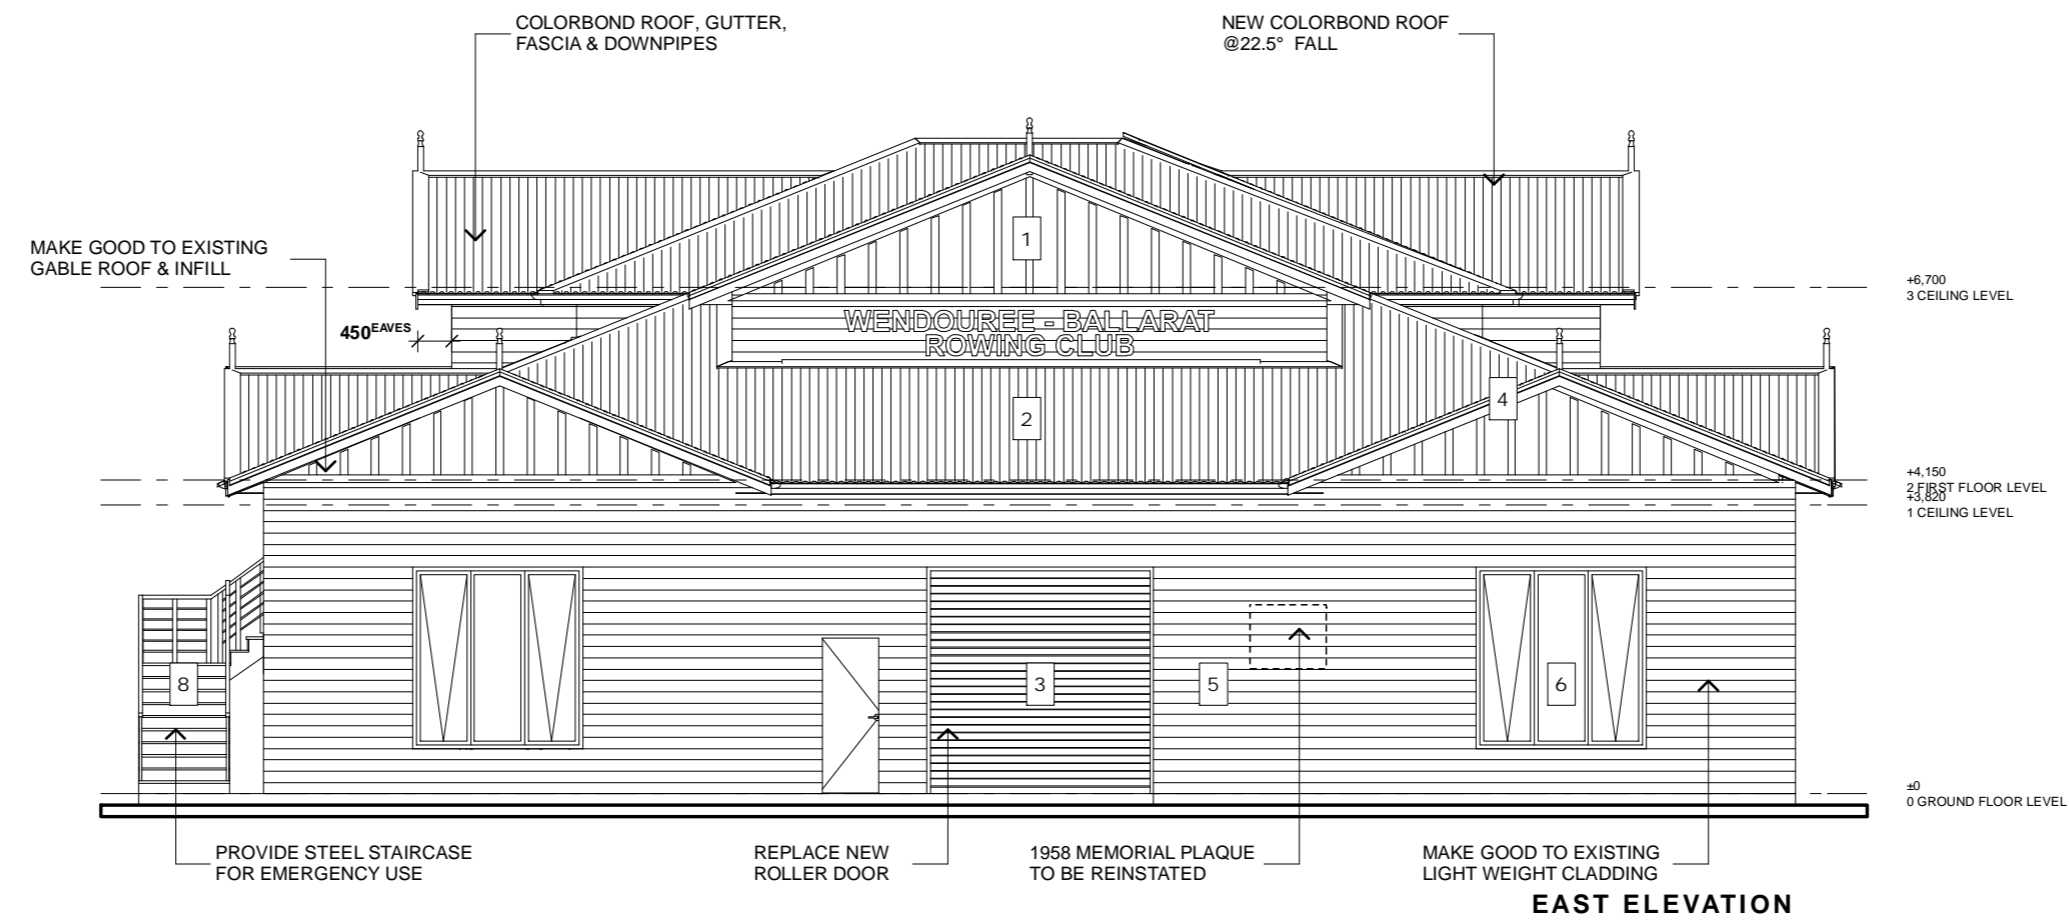 COLORBOND ROOF, GUTTER,
FASCIA & DOWNPIPES
NEW COLORBOND ROOF
@22.5° FALL
MAKE GOOD TO EXISTING
GABLE ROOF & INFILL
1
+6,700
3 CEILING LEVEL
450 EAVES
WENDOUREE - BALLARAT
ROWING CLUB
2
4
+4,150
2 FIRST FLOOR LEVEL
+3,820
1 CEILING LEVEL
8
3
5
6
±0
0 GROUND FLOOR LEVEL
PROVIDE STEEL STAIRCASE
FOR EMERGENCY USE
REPLACE NEW
ROLLER DOOR
1958 MEMORIAL PLAQUE
TO BE REINSTATED
MAKE GOOD TO EXISTING
LIGHT WEIGHT CLADDING
EAST ELEVATION